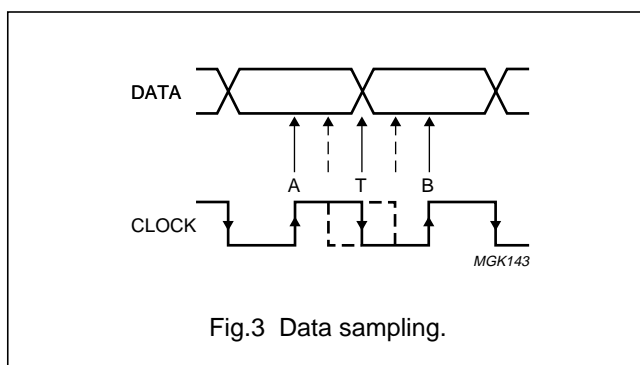 DATA
A T B
CLOCK
MGK143
Fig.3 Data sampling.